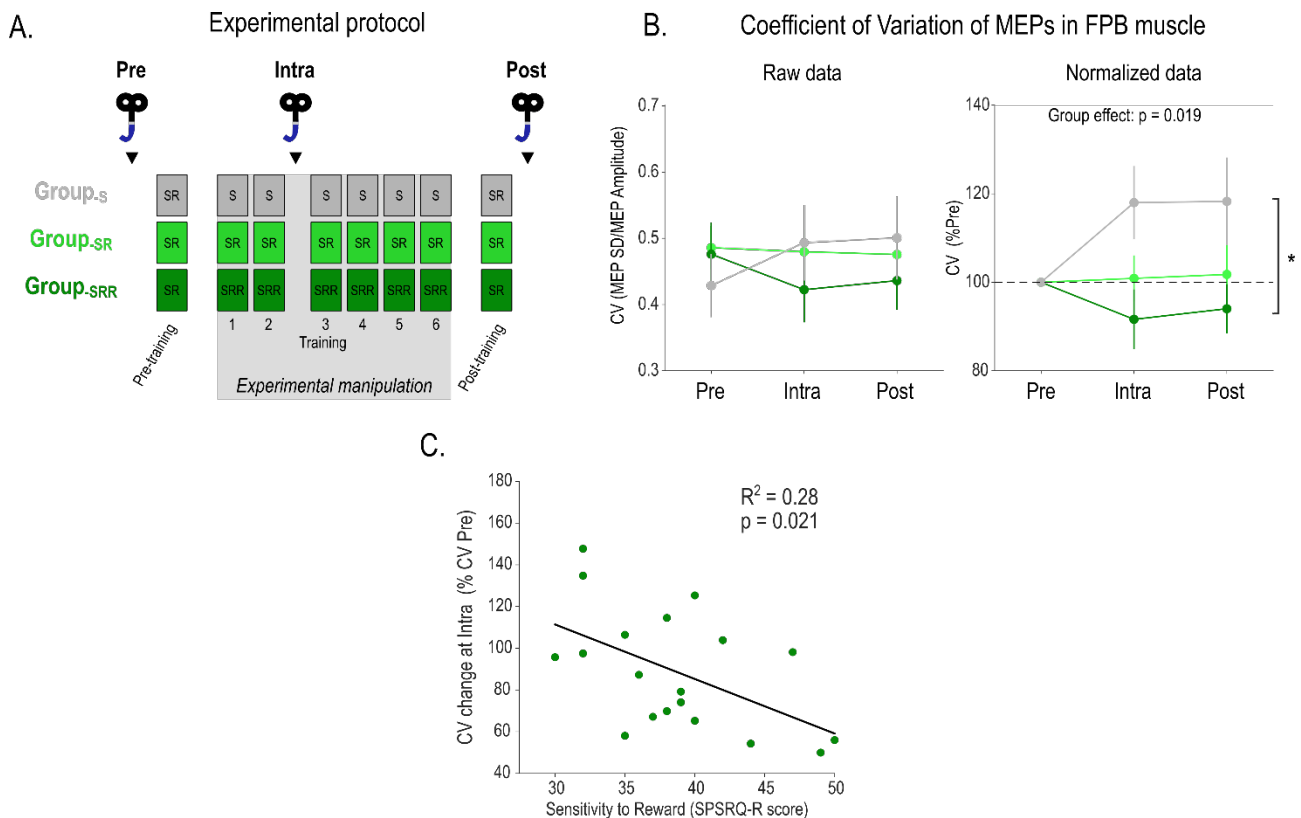 A.
Experimental protocol
Pre
Intra
Post
Group-S
SR
S
S
S
S
S
S
SR
Group-SR
SR
SR
SR
SR
SR
SR
SR
SR
Group-SRR
SR
SRR
SRR
SRR
SRR
SRR
SRR
SR
1
2
3
4
5
6
Training
Pre-training
Experimental manipulation
Post-training
B.
Coefficient of Variation of MEPs in FPB muscle
Raw data
CV (MEP SD/MEP Amplitude)
0.7
0.6
0.5
0.4
0.3
Pre
Intra
Post
Normalized data
Group effect: p = 0.019
CV (%Pre)
140
120
100
80
Pre
Intra
Post
*
C.
R2 = 0.28
p = 0.021
CV change at Intra (% CV Pre)
180
160
140
120
100
80
60
40
30
35
40
45
50
Sensitivity to Reward (SPSRQ-R score)